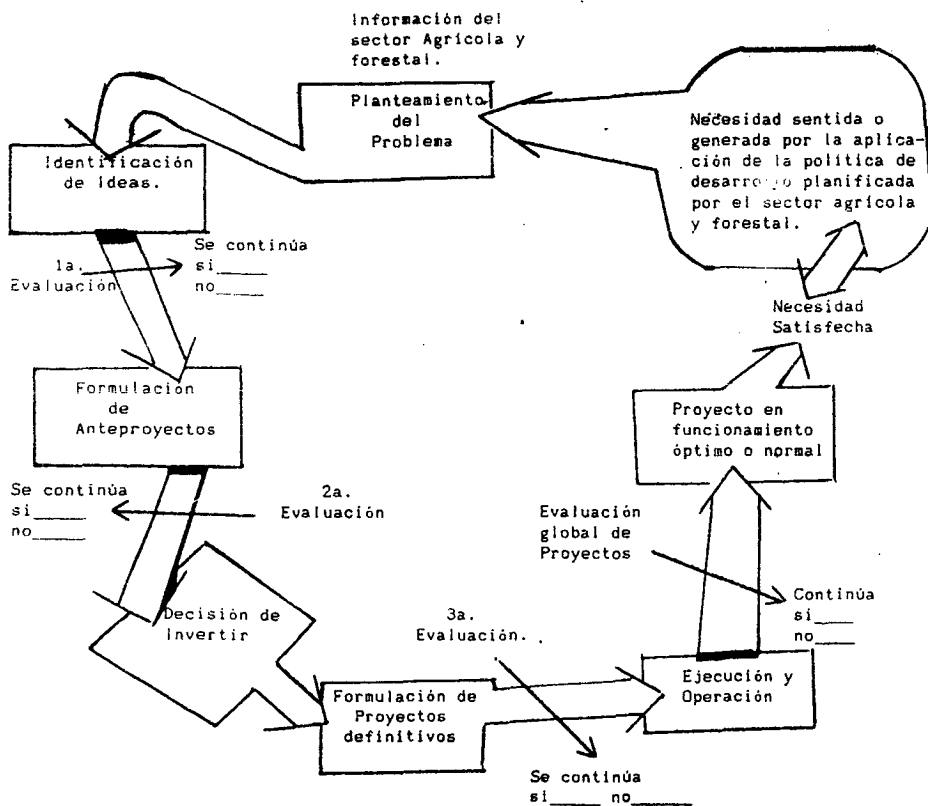 Información del
sector Agrícola y
forestal.
Planteamiento
del
Problema
Necesidad sentida o
generada por la aplica-
ción de la política de
desarrollo planificada
por el sector agrícola
y forestal.
Identificación
de Ideas.
1a.
Evaluación
Se continúa
si____
no____
Formulación
de
Anteproyectos
Se continúa
si____
no____
2a.
Evaluación
Decisión de
Invertir
3a.
Evaluación.
Formulación de
Proyectos
definitivos
Se continúa
si____ no____
Ejecución y
Operación
Evaluación
global de
Proyectos
Continúa
si____
no____
Proyecto en
funcionamiento
óptimo o normal
Necesidad
Satisfecha